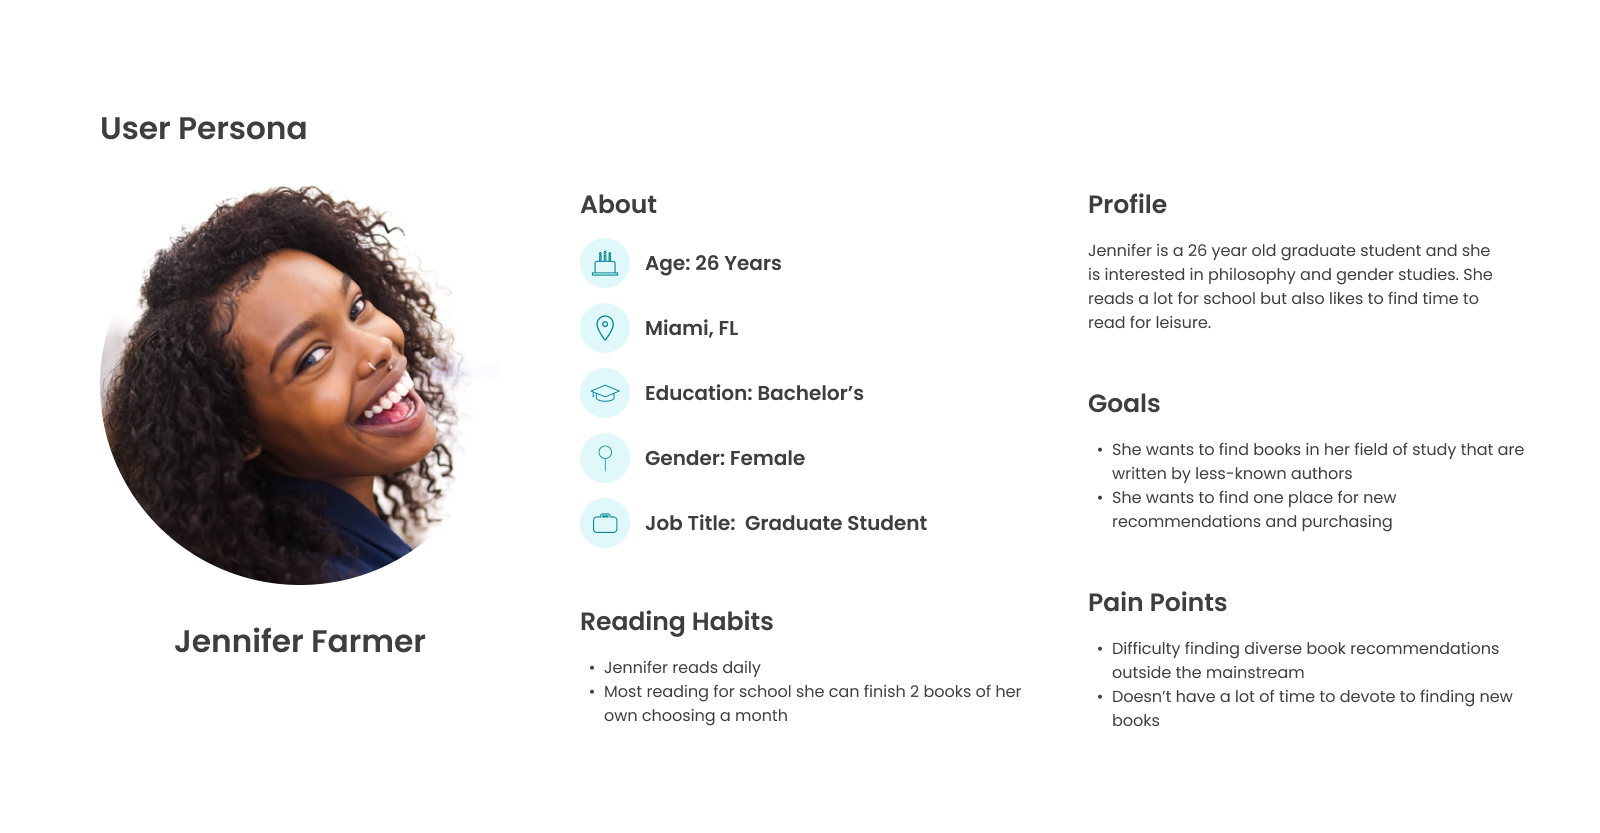 User Persona
Jennifer Farmer
About
Age: 26 Years
Miami, FL
Education: Bachelor’s
Gender: Female
Job Title:  Graduate Student
Reading Habits
• Jennifer reads daily
• Most reading for school she can finish 2 books of her
own choosing a month
Profile
Jennifer is a 26 year old graduate student and she
is interested in philosophy and gender studies. She
reads a lot for school but also likes to find time to
read for leisure.
Goals
• She wants to find books in her field of study that are
written by less-known authors
• She wants to find one place for new
recommendations and purchasing
Pain Points
• Difficulty finding diverse book recommendations
outside the mainstream
• Doesn’t have a lot of time to devote to finding new
books